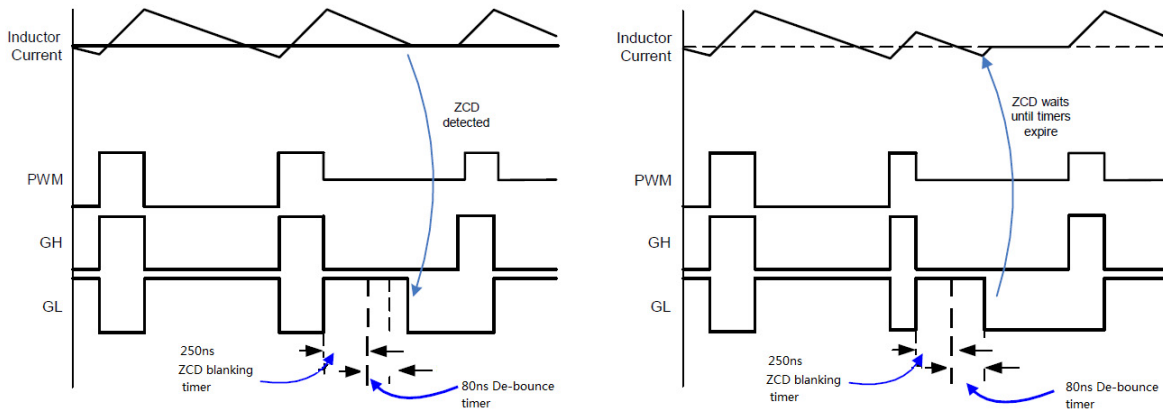 Inductor
Current
ZCD
detected
PWM
GH
GL
250ns
ZCD blanking
timer
80ns De-bounce
timer
Inductor
Current
ZCD waits
until timers
expire
PWM
GH
GL
250ns
ZCD blanking
timer
80ns De-bounce
timer